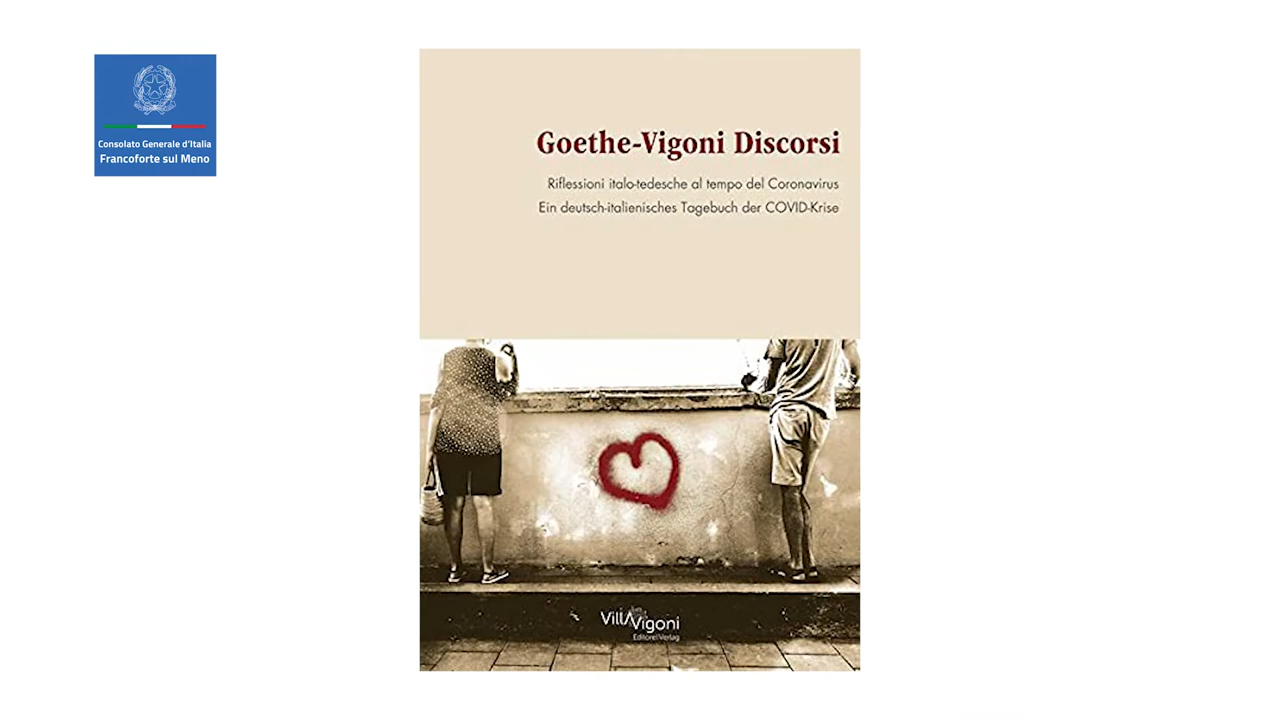 Consolato Generale d'Italia
Francoforte sul Meno
Goethe-Vigoni Discorsi
Riflessioni italo-tedesche al tempo del Coronavirus
Ein deutsch-italienisches Tagebuch der COVID-Krise
Villa Vigoni
Editore|Verlag